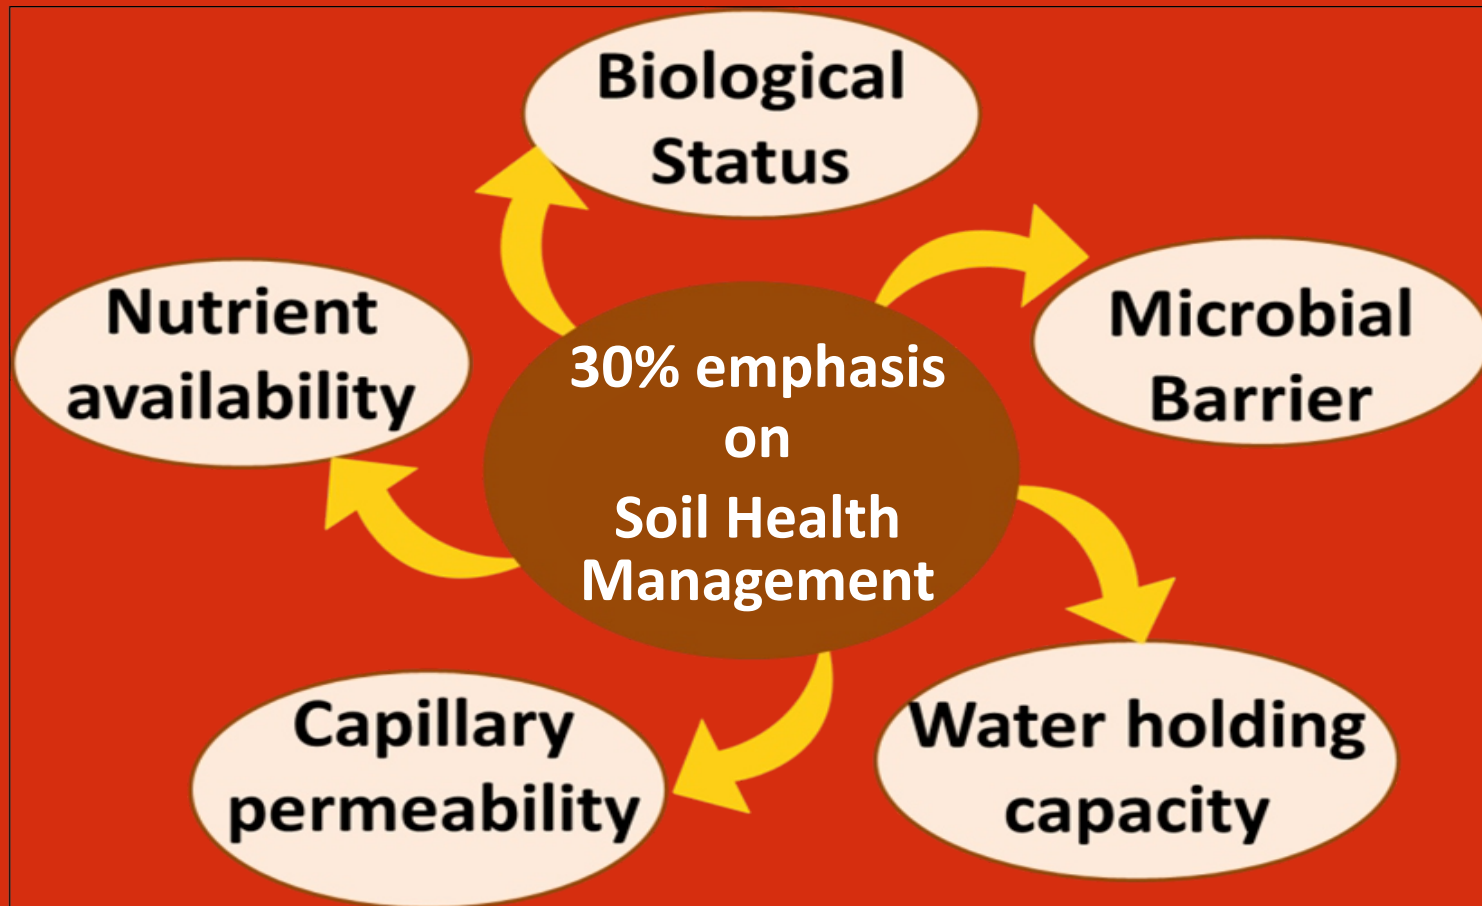 Biological
Status
Nutrient
availability
Microbial
Barrier
30% emphasis
on
Soil Health
Management
Capillary
permeability
Water holding
capacity